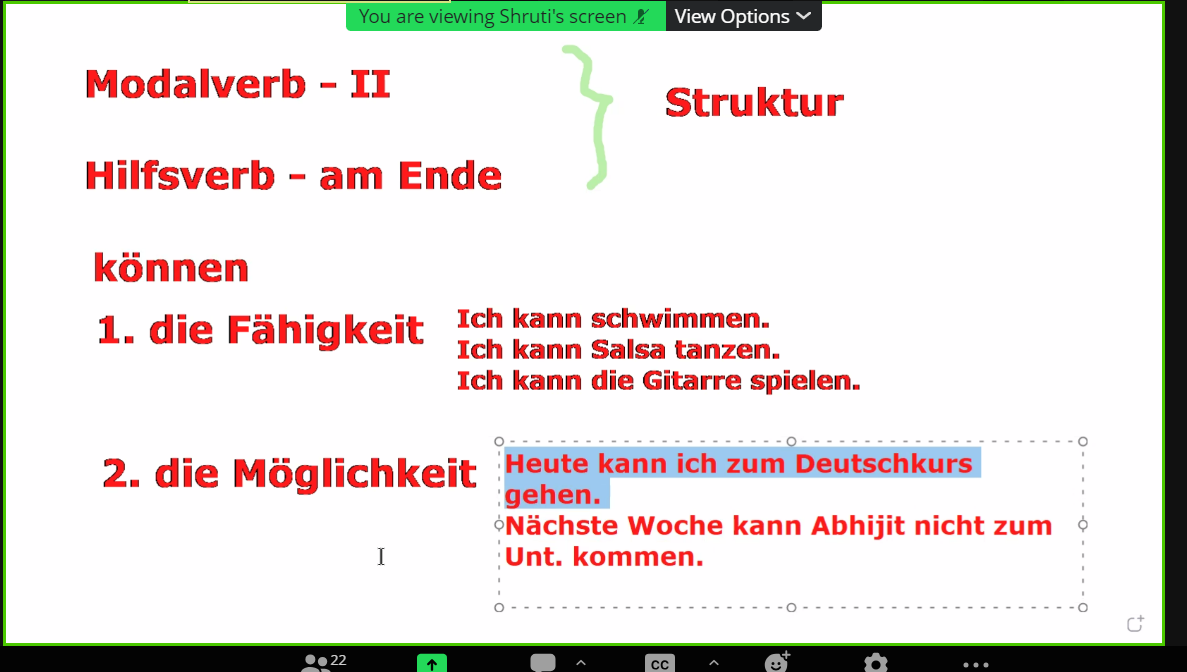 You are viewing Shruti's screen
View Options
Modalverb - II
Struktur
Hilfsverb - am Ende
können
1. die Fähigkeit
Ich kann schwimmen.
Ich kann Salsa tanzen.
Ich kann die Gitarre spielen.
2. die Möglichkeit
Heute kann ich zum Deutschkurs
gehen.
Nächste Woche kann Abhijit nicht zum
Unt. kommen.
22
CC